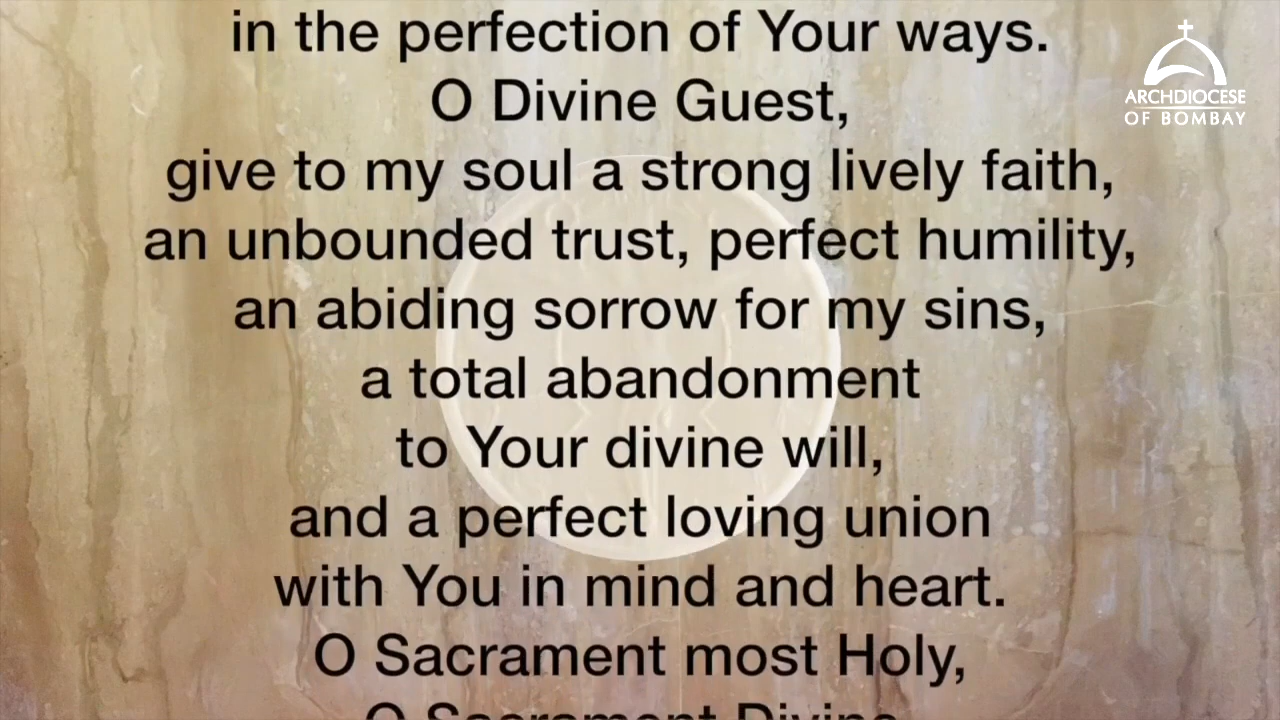 in the perfection of Your ways.
O Divine Guest,
give to my soul a strong lively faith,
an unbounded trust, perfect humility,
an abiding sorrow for my sins,
a total abandonment
to Your divine will,
and a perfect loving union
with You in mind and heart.
O Sacrament most Holy,
O Sacrament Divine
ARCHDIOCESE
OF BOMBAY